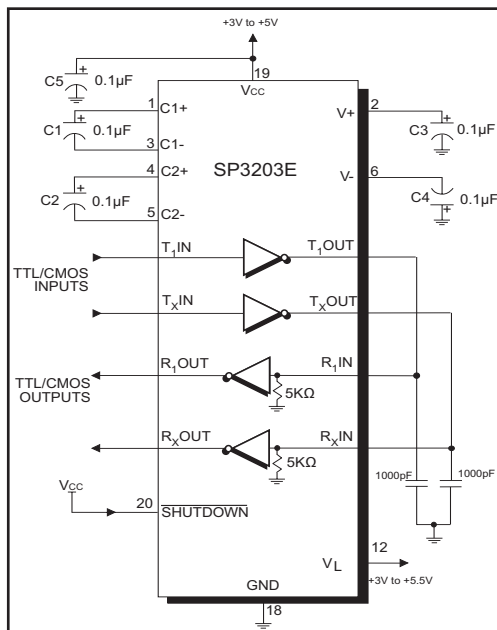 +3V to +5V
C5
+
0.1µF
19
VCC
1
C1+
2
V+
C1
+
0.1µF
3
C1-
C3
+
0.1µF
4
C2+
SP3203E
6
V-
C2
+
0.1µF
5
C2-
C4
+
0.1µF
TTL/CMOS
INPUTS
T1IN
T1OUT
TXIN
TXOUT
TTL/CMOS
OUTPUTS
R1OUT
R1IN
5KΩ
RXOUT
RXIN
5KΩ
1000pF
1000pF
VCC
20
SHUTDOWN
VL
12
+3V to +5.5V
GND
18